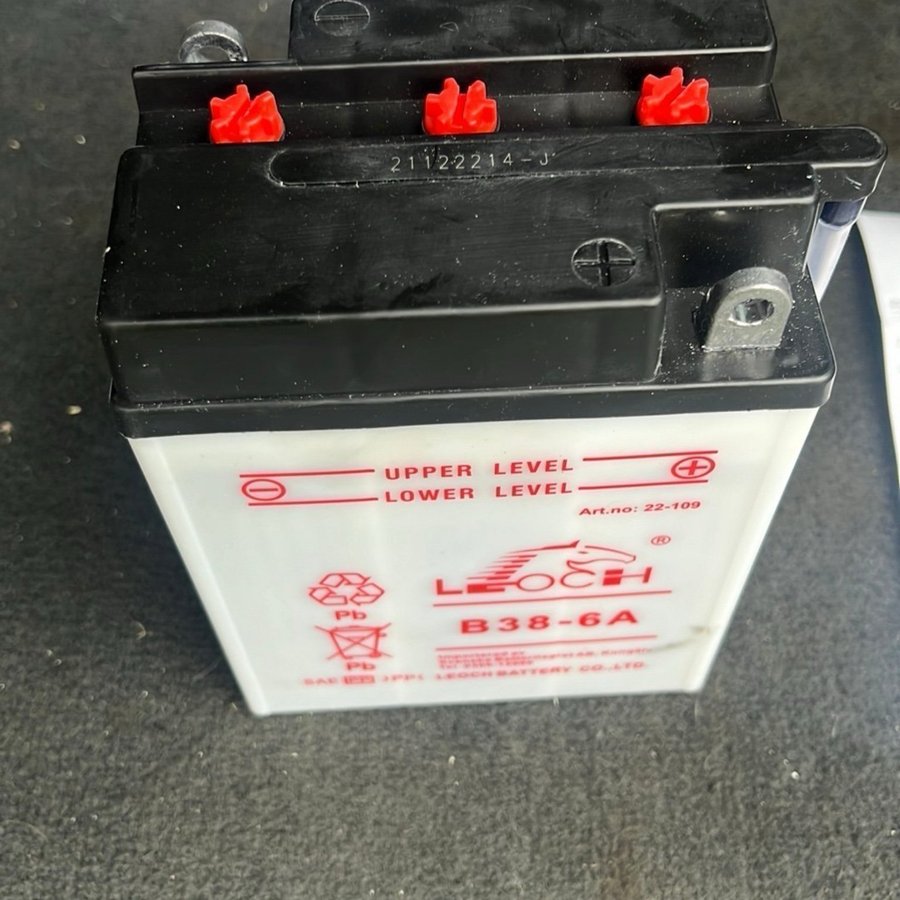 21122214-J
UPPER LEVEL
LOWER LEVEL
Art.no: 22-109
LEOCH ®
B38-6A
Pb
Pb
LEOCH BATTERY CO.,LTD.